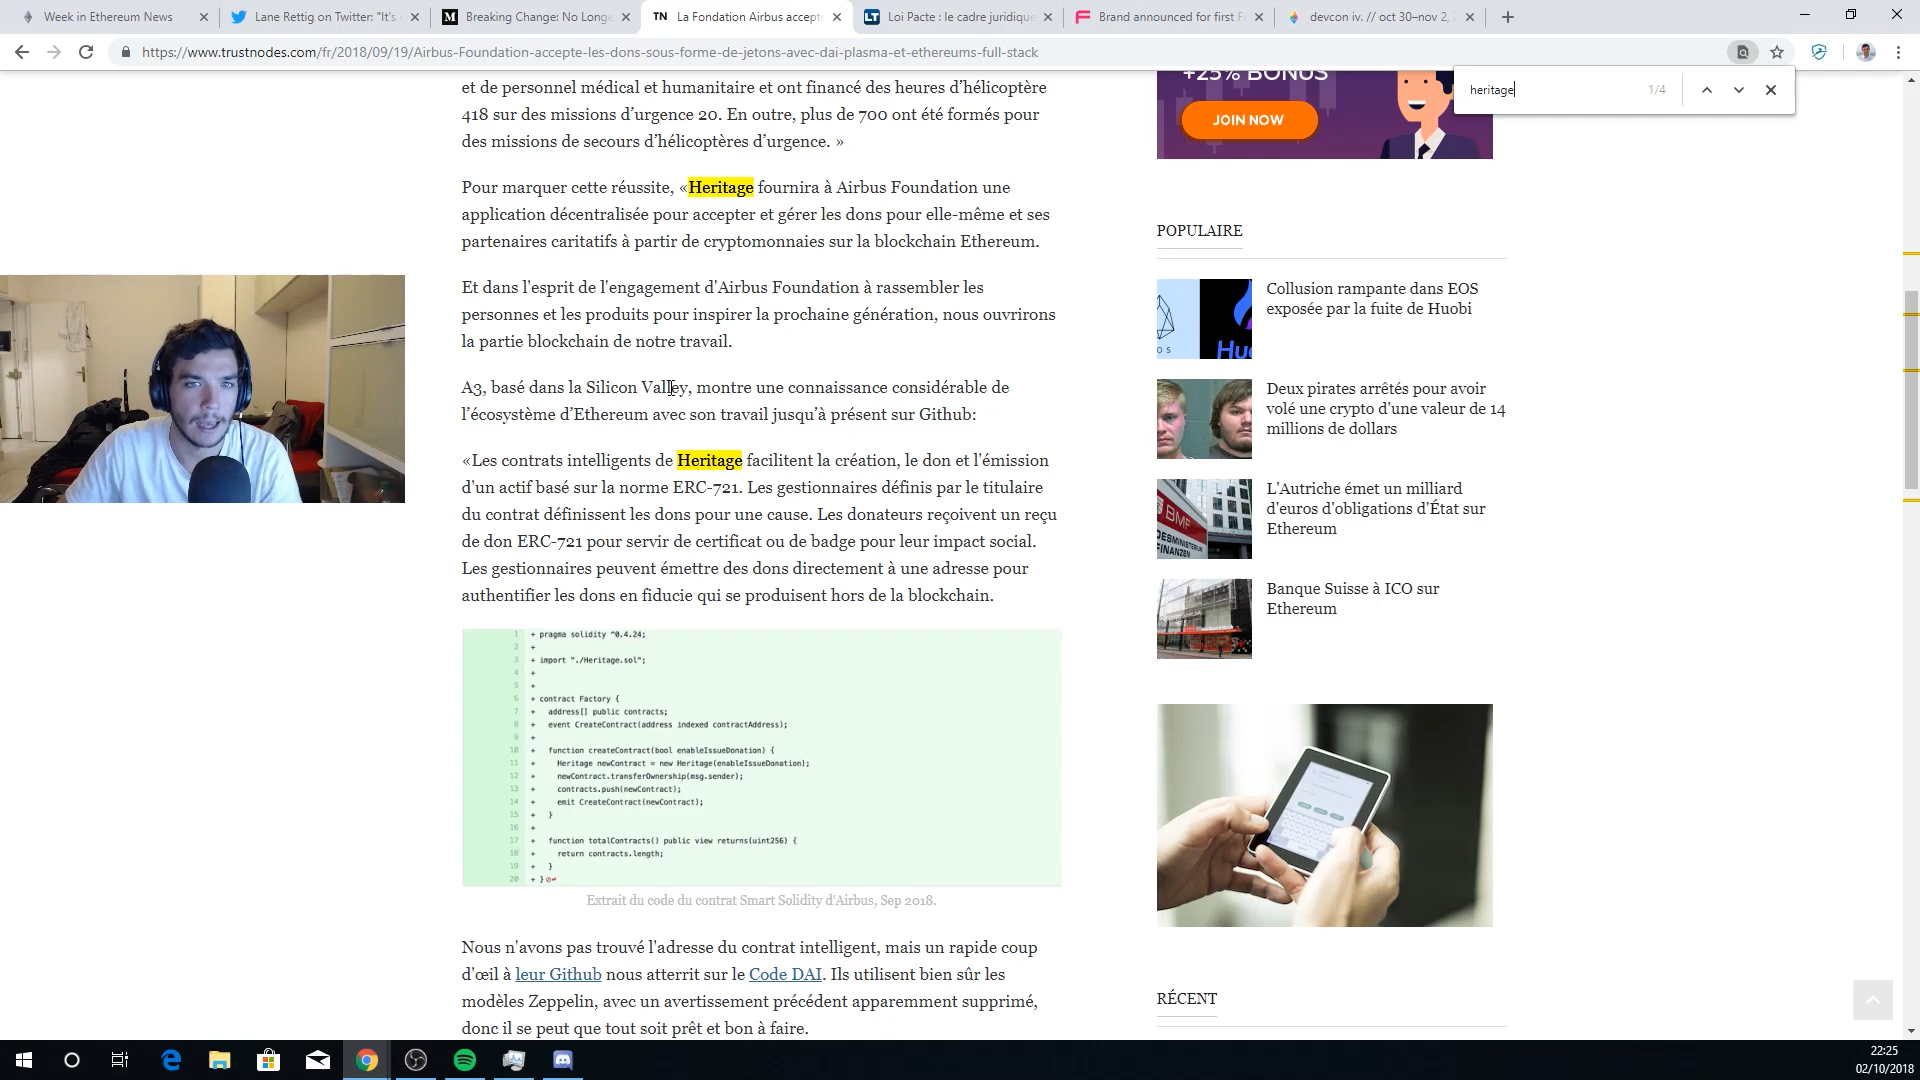 Week in Ethereum News
Lane Rettig on Twitter: "It's
Breaking Change: No Longe
TN La Fondation Airbus accept
LT Loi Pacte : le cadre juridique
Brand announced for first F
devcon iv. // oct 30–nov 2, 2
https://www.trustnodes.com/fr/2018/09/19/Airbus-Foundation-accepte-les-dons-sous-forme-de-jetons-avec-dai-plasma-et-ethereums-full-stack
heritage 1/4
et de personnel médical et humanitaire et ont financé des heures d’hélicoptère
418 sur des missions d’urgence 20. En outre, plus de 700 ont été formés pour
des missions de secours d’hélicoptères d’urgence. »
Pour marquer cette réussite, «Heritage fournira à Airbus Foundation une
application décentralisée pour accepter et gérer les dons pour elle-même et ses
partenaires caritatifs à partir de cryptomonnaies sur la blockchain Ethereum.
Et dans l'esprit de l'engagement d'Airbus Foundation à rassembler les
personnes et les produits pour inspirer la prochaine génération, nous ouvrirons
la partie blockchain de notre travail.
A3, basé dans la Silicon Valley, montre une connaissance considérable de
l’écosystème d’Ethereum avec son travail jusqu’à présent sur Github:
«Les contrats intelligents de Heritage facilitent la création, le don et l'émission
d'un actif basé sur la norme ERC-721. Les gestionnaires définis par le titulaire
du contrat définissent les dons pour une cause. Les donateurs reçoivent un reçu
de don ERC-721 pour servir de certificat ou de badge pour leur impact social.
Les gestionnaires peuvent émettre des dons directement à une adresse pour
authentifier les dons en fiducie qui se produisent hors de la blockchain.
1 + pragma solidity ^0.4.24;
2 +
3 + import "./Heritage.sol";
4 +
5 +
6 + contract Factory {
7 + address[] public contracts;
8 + event CreateContract(address indexed contractAddress);
9 +
10 + function createContract(bool enableIssueDonation) {
11 + Heritage newContract = new Heritage(enableIssueDonation);
12 + newContract.transferOwnership(msg.sender);
13 + contracts.push(newContract);
14 + emit CreateContract(newContract);
15 + }
16 +
17 + function totalContracts() public view returns(uint256) {
18 + return contracts.length;
19 + }
20 + }
Extrait du code du contrat Smart Solidity d'Airbus, Sep 2018.
Nous n'avons pas trouvé l'adresse du contrat intelligent, mais un rapide coup
d'œil à leur Github nous atterrit sur le Code DAI. Ils utilisent bien sûr les
modèles Zeppelin, avec un avertissement précédent apparemment supprimé,
donc il se peut que tout soit prêt et bon à faire.
+25% BONUS
JOIN NOW
POPULAIRE
Collusion rampante dans EOS
exposée par la fuite de Huobi
OS Hu
Deux pirates arrêtés pour avoir
volé une crypto d'une valeur de 14
millions de dollars
L'Autriche émet un milliard
d'euros d'obligations d'État sur
Ethereum
BMF
DESMINISTERIUM
FINANZEN
Banque Suisse à ICO sur
Ethereum
RÉCENT
22:25
02/10/2018